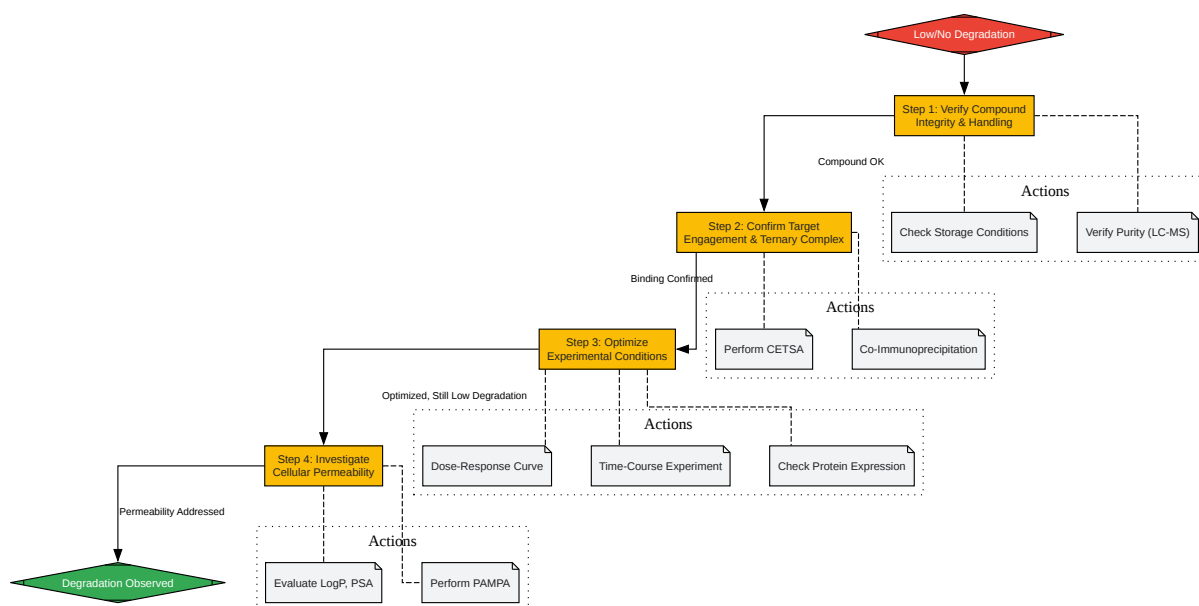 Low/No Degradation
Step 1: Verify Compound
Integrity & Handling
Compound OK
Actions
Check Storage Conditions
Verify Purity (LC-MS)
Step 2: Confirm Target
Engagement & Ternary Complex
Binding Confirmed
Actions
Perform CETSA
Co-Immunoprecipitation
Step 3: Optimize
Experimental Conditions
Optimized, Still Low Degradation
Actions
Dose-Response Curve
Time-Course Experiment
Check Protein Expression
Step 4: Investigate
Cellular Permeability
Permeability Addressed
Actions
Evaluate LogP, PSA
Perform PAMPA
Degradation Observed